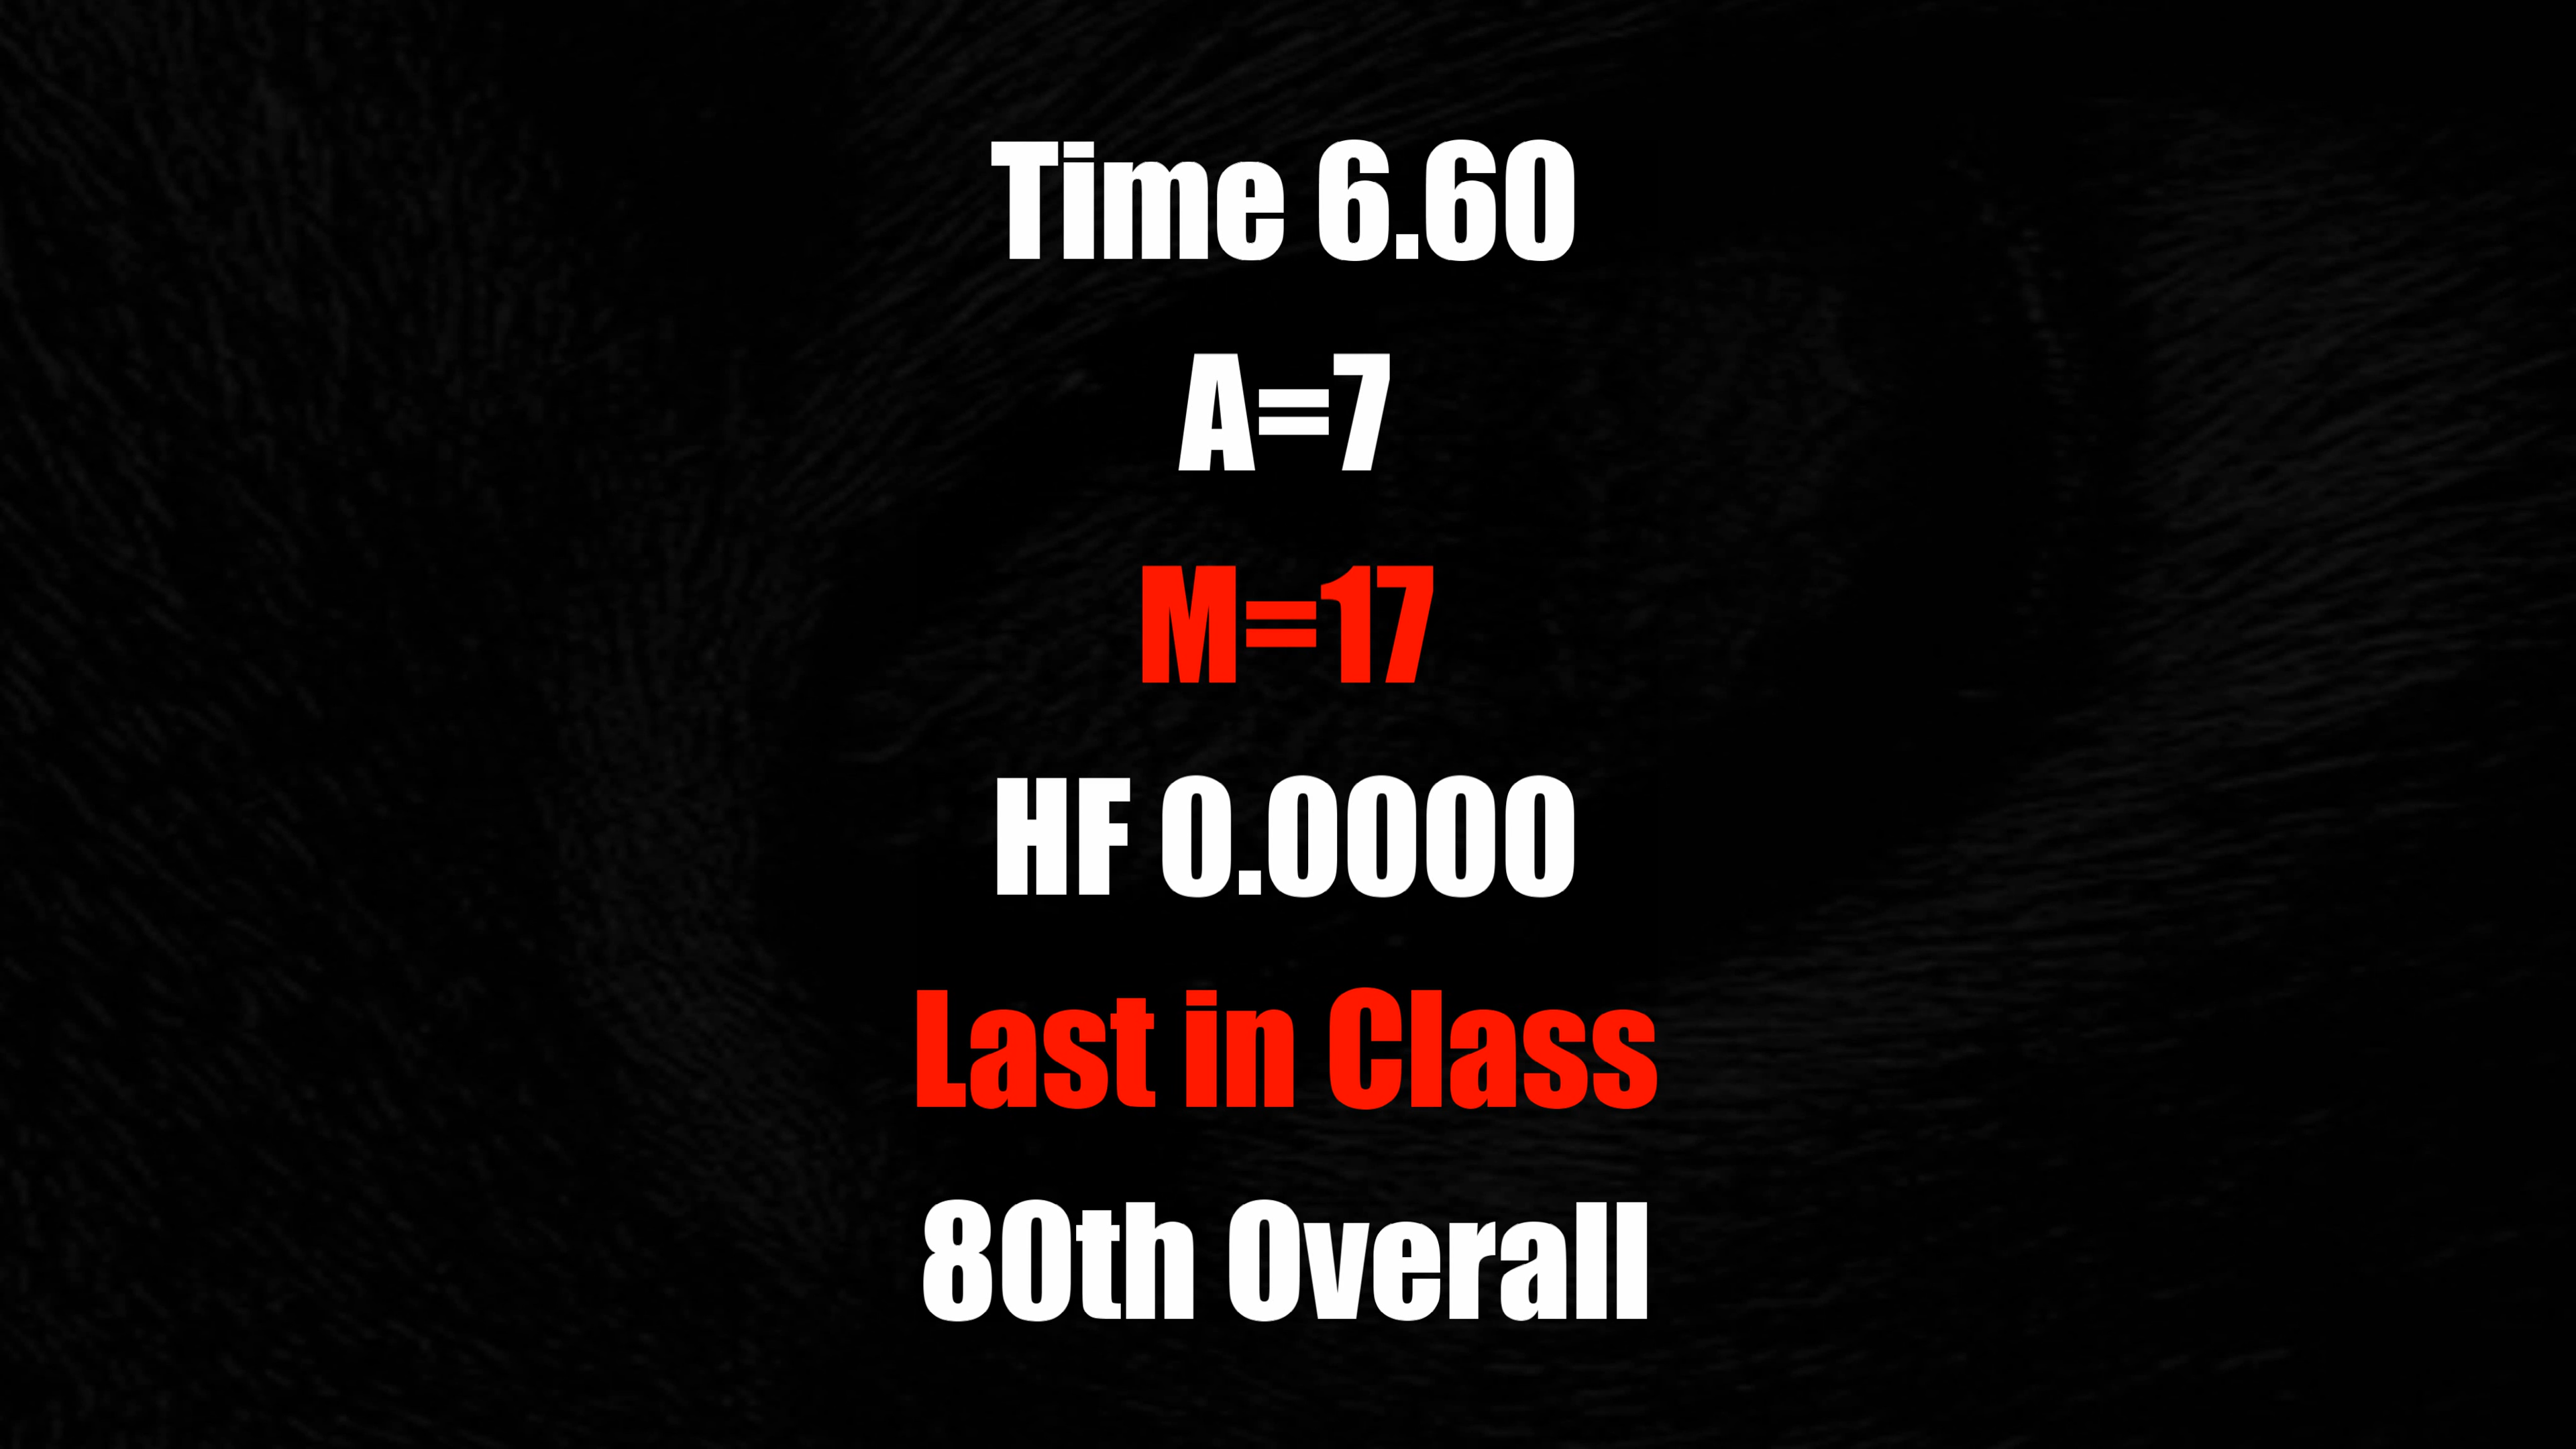 Time 6.60
A=7
M=17
HF 0.0000
Last in Class
80th Overall